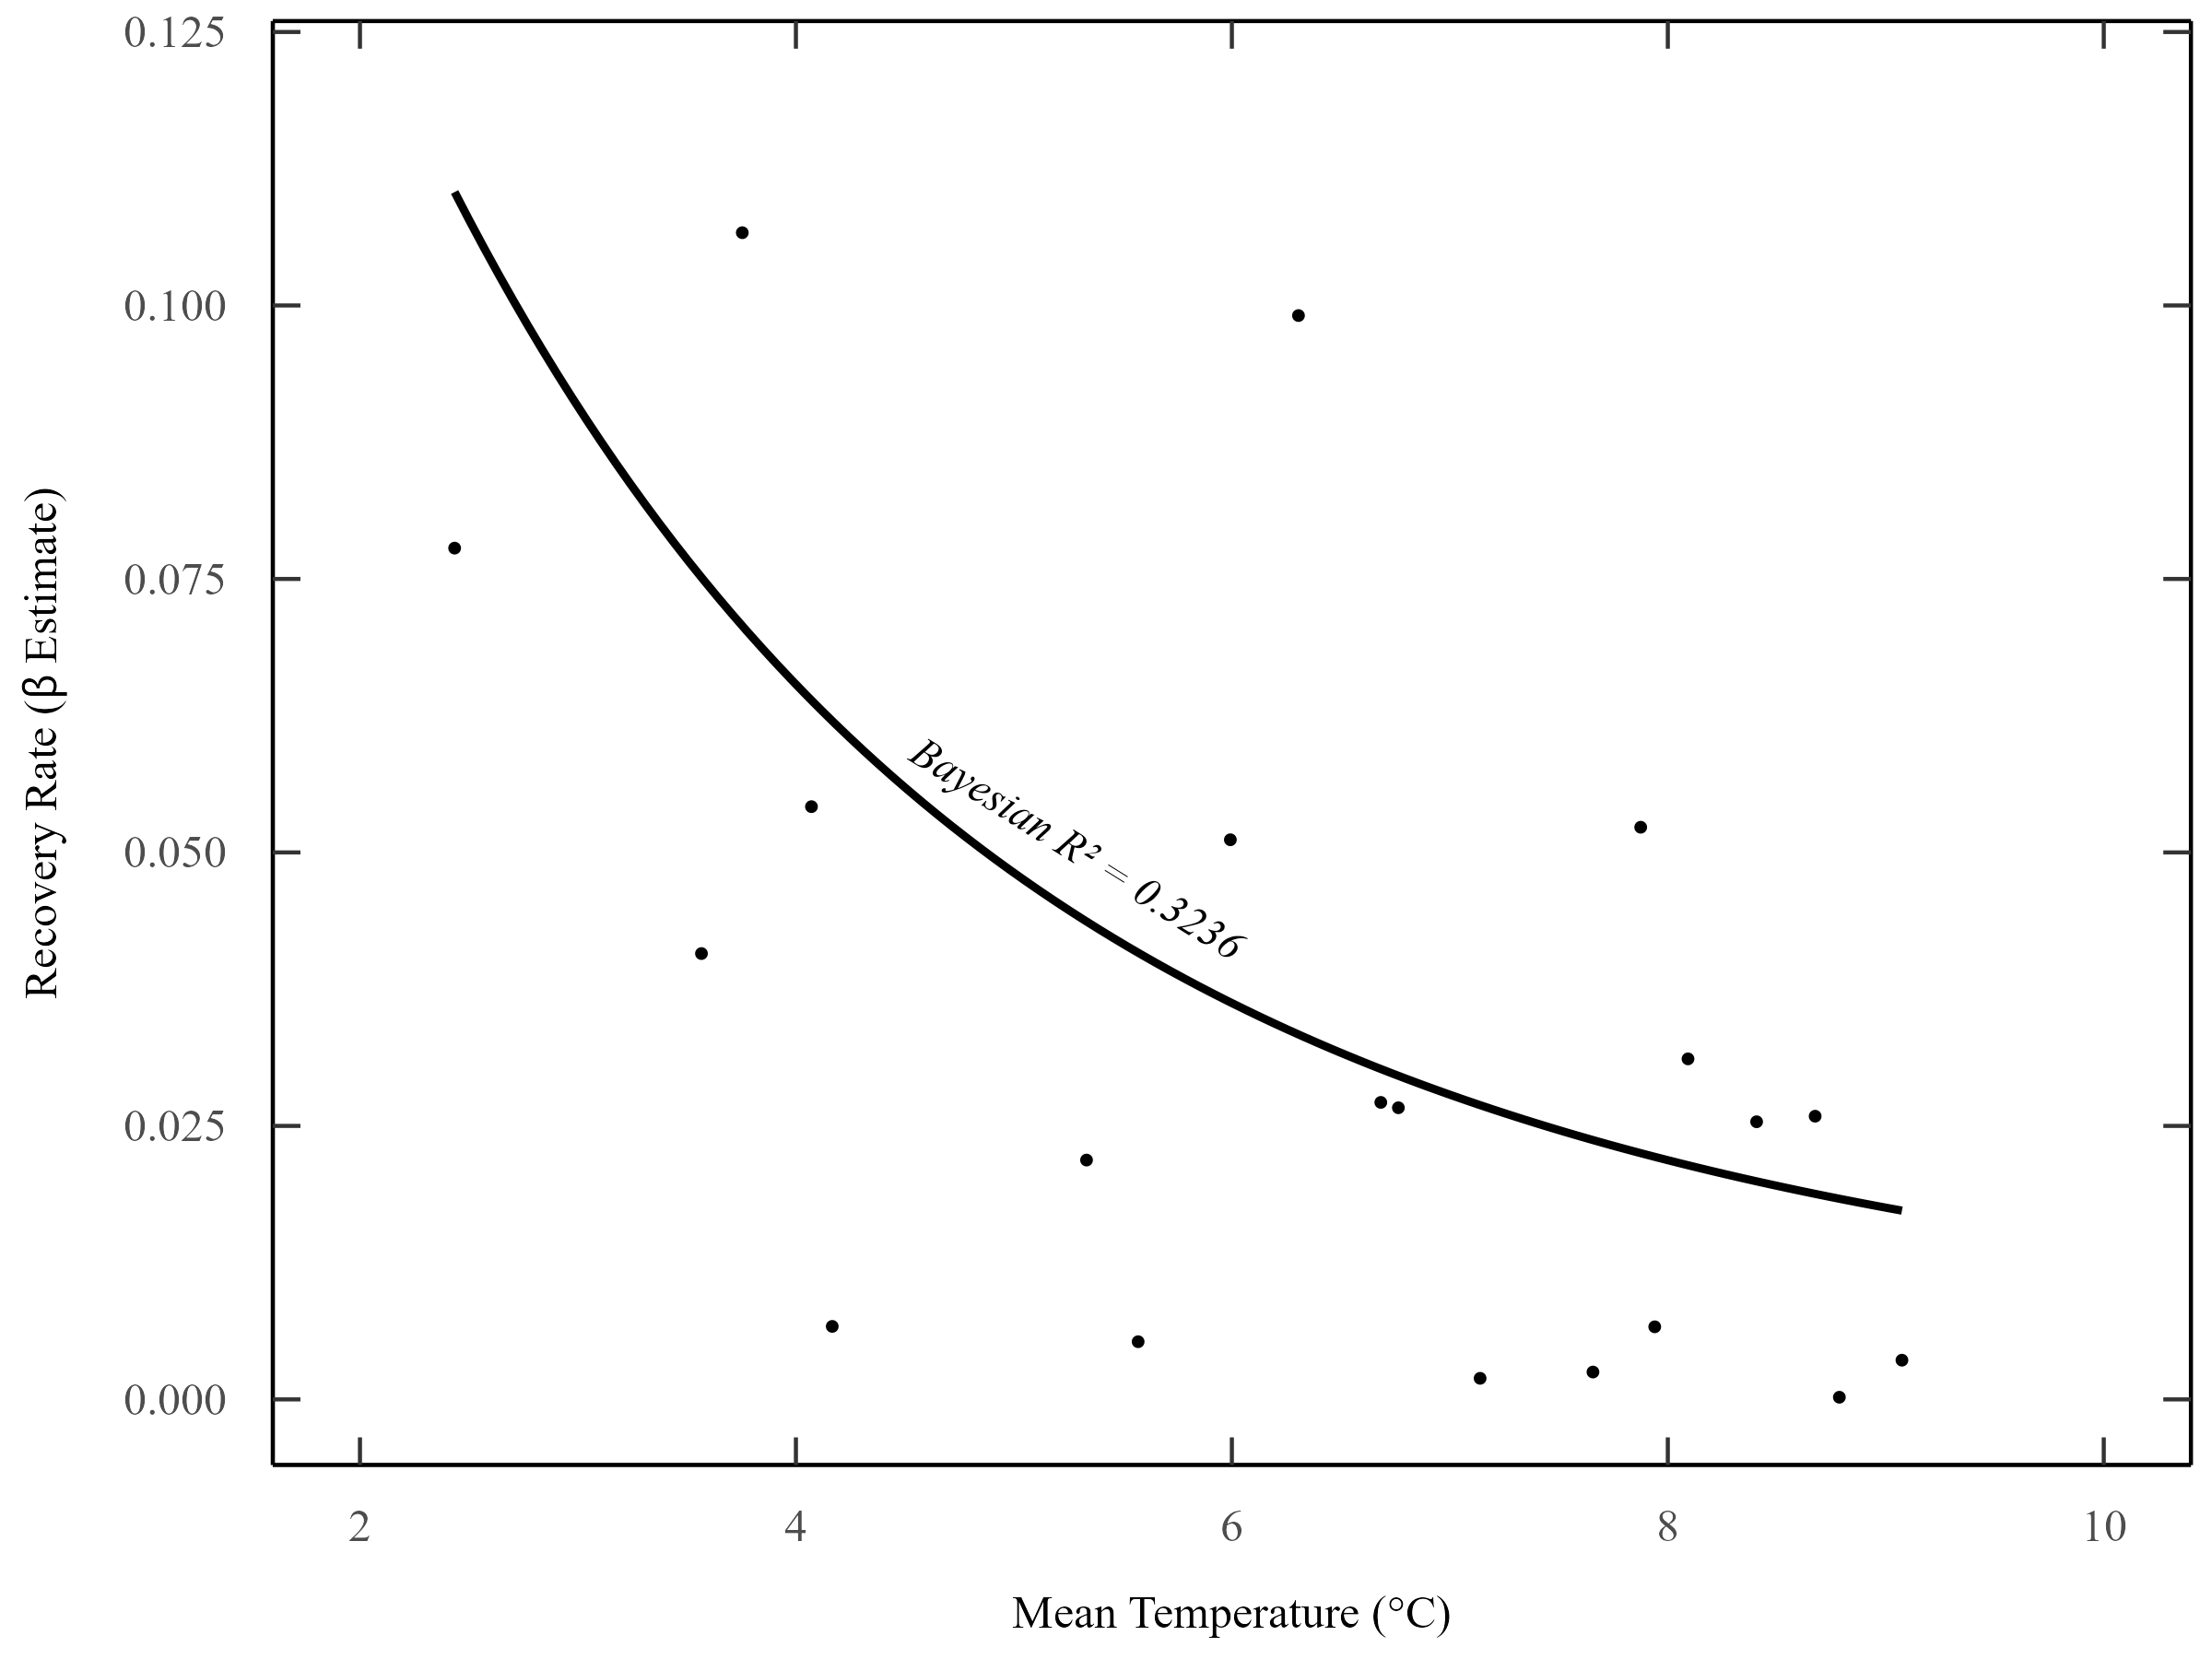 0.125
0.100
0.075
0.050
0.025
0.000
Recovery Rate (β Estimate)
Bayesian R² = 0.3236
2 4 6 8 10
Mean Temperature (°C)